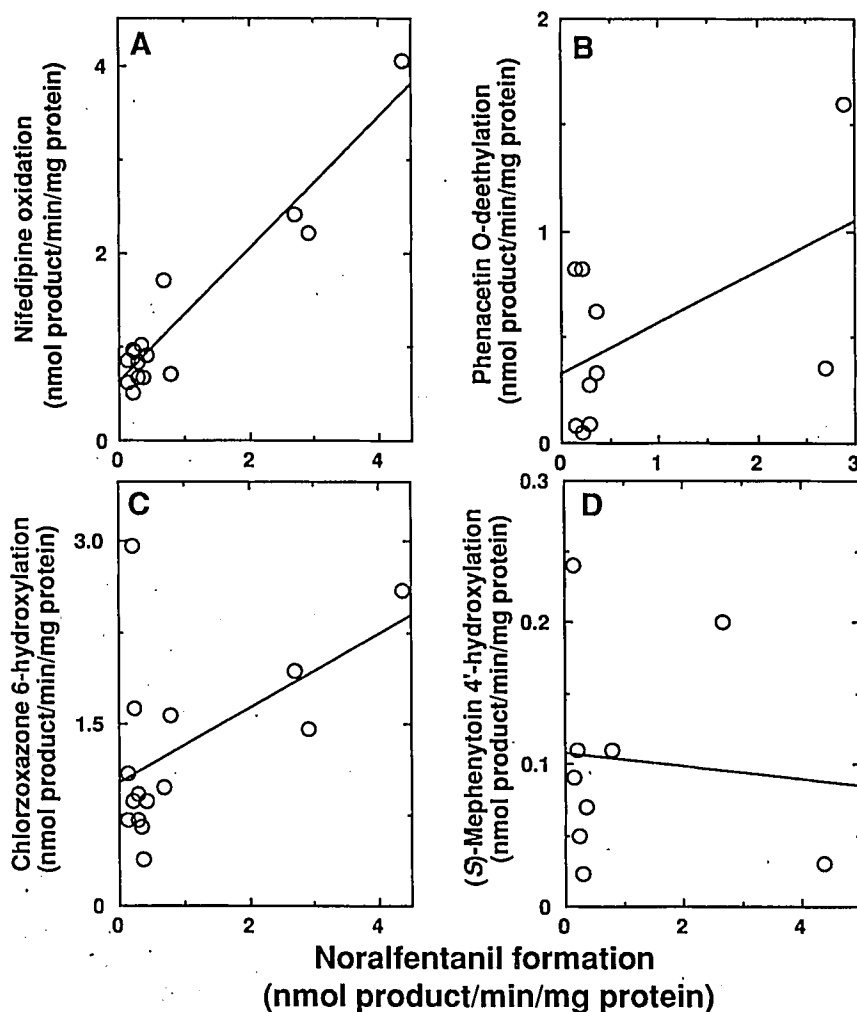 A
Nifedipine oxidation
(nmol product/min/mg protein)
4
2
0
0
2
4
B
Phenacetin O-deethylation
(nmol product/min/mg protein)
2
1
0
0
1
2
3
C
Chlorzoxazone 6-hydroxylation
(nmol product/min/mg protein)
3.0
1.5
0
0
2
4
D
(S)-Mephenytoin 4'-hydroxylation
(nmol product/min/mg protein)
0.3
0.2
0.1
0
0
2
4
Noralfentanil formation
(nmol product/min/mg protein)